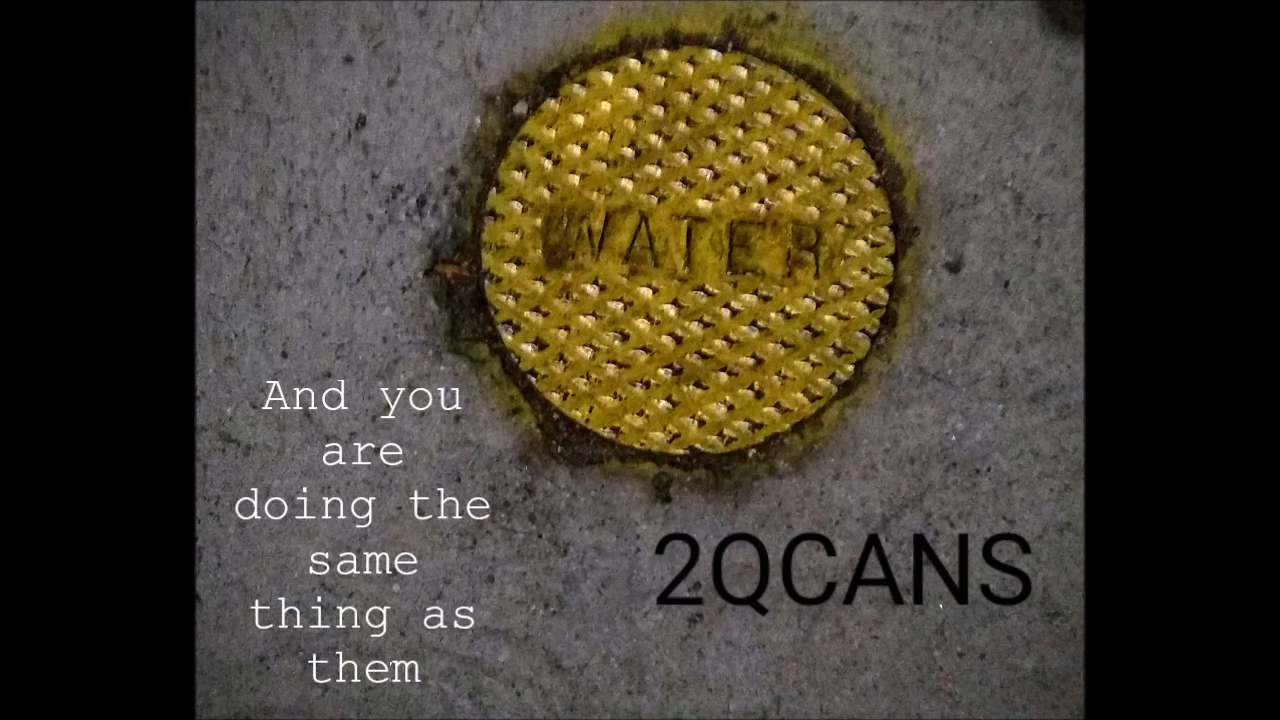 WATER
And you
are
doing the
same
thing as
them
2QCANS